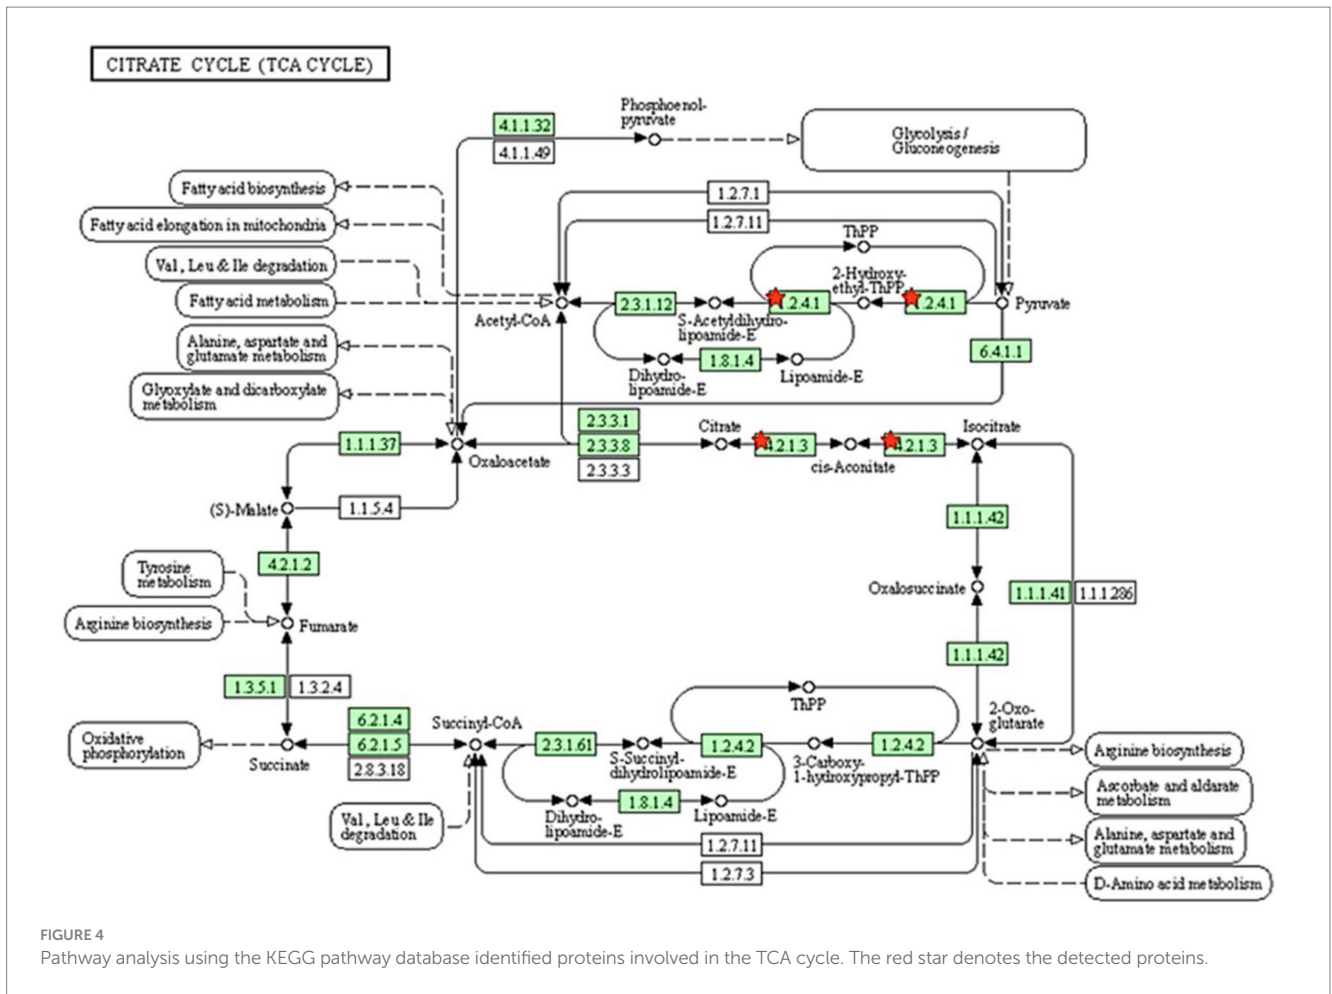 CITRATE CYCLE (TCA CYCLE)
Phosphoenol-
pyruvate
4.1.1.32
4.1.1.49
Glycolysis /
Gluconeogenesis
Fatty acid biosynthesis
Fatty acid elongation in mitochondria
Val, Leu & Ile degradation
Fatty acid metabolism
Alanine, aspartate and
glutamate metabolism
Glyoxylate and dicarboxylate
metabolism
1.2.7.1
1.2.7.11
ThPP
2-Hydroxy-
ethyl-ThPP
Acetyl-CoA
2.3.1.12
S-Acetyldihydro-
lipoamide-E
1.2.4.1
1.2.4.1
Pyruvate
6.4.1.1
Dihydro-
lipoamide-E
1.8.1.4
Lipoamide-E
1.1.1.37
Oxaloacetate
2.3.3.1
2.3.3.8
2.3.3.3
Citrate
4.2.1.3
cis-Aconitate
4.2.1.3
Isocitrate
(S)-Malate
1.1.5.4
1.1.1.42
Tyrosine
metabolism
4.2.1.2
Oxalosuccinate
1.1.1.41
1.1.1.286
Arginine biosynthesis
Fumarate
1.1.1.42
1.3.5.1
1.3.2.4
ThPP
2-Oxo-
glutarate
Oxidative
phosphorylation
Succinate
6.2.1.4
6.2.1.5
2.8.3.18
Succinyl-CoA
2.3.1.61
S-Succinyl-
dihydrolipoamide-E
1.2.4.2
3-Carboxy-
1-hydroxypropyl-ThPP
1.2.4.2
Arginine biosynthesis
Ascorbate and aldarate
metabolism
Alanine, aspartate and
glutamate metabolism
D-Amino acid metabolism
Val, Leu & Ile
degradation
Dihydro-
lipoamide-E
1.8.1.4
Lipoamide-E
1.2.7.11
1.2.7.3
FIGURE 4
Pathway analysis using the KEGG pathway database identified proteins involved in the TCA cycle. The red star denotes the detected proteins.